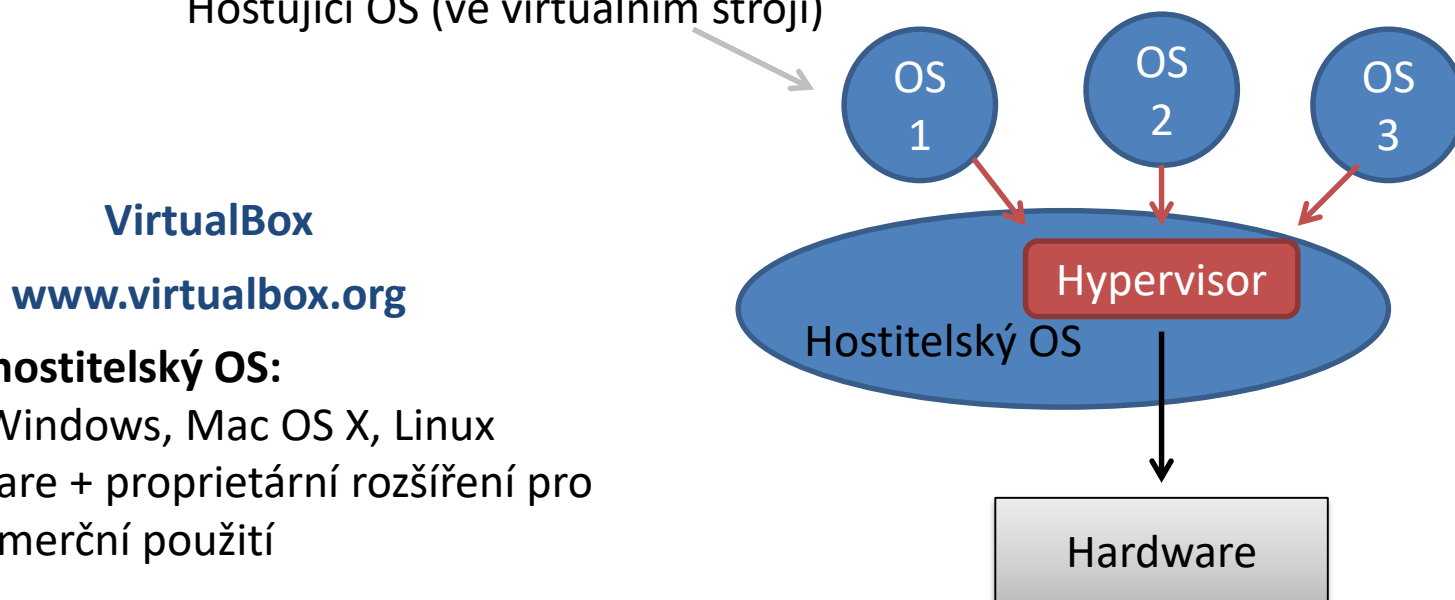 Hostující OS (ve virtuálním stroji)
OS
1
OS
2
OS
3
VirtualBox
www.virtualbox.org
Hypervisor
Hostitelský OS
hostitelský OS:
Windows, Mac OS X, Linux
are + proprietární rozšíření pro
merční použití
Hardware